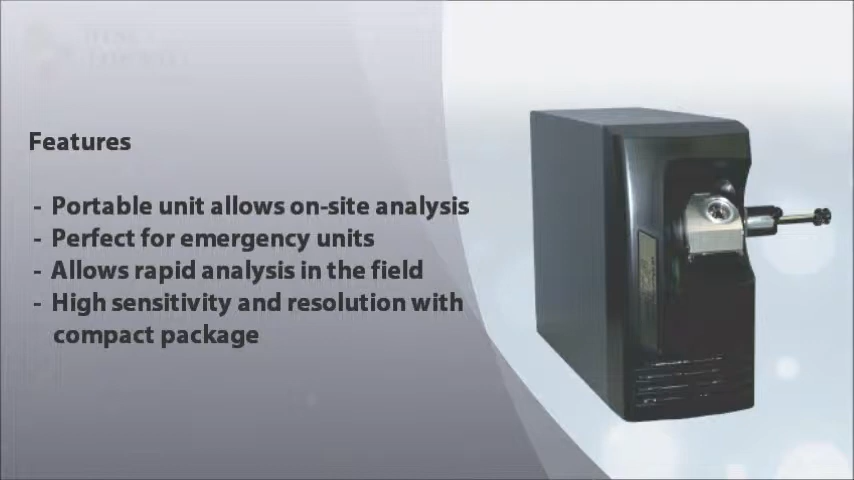 Features
- Portable unit allows on-site analysis
- Perfect for emergency units
- Allows rapid analysis in the field
- High sensitivity and resolution with
compact package